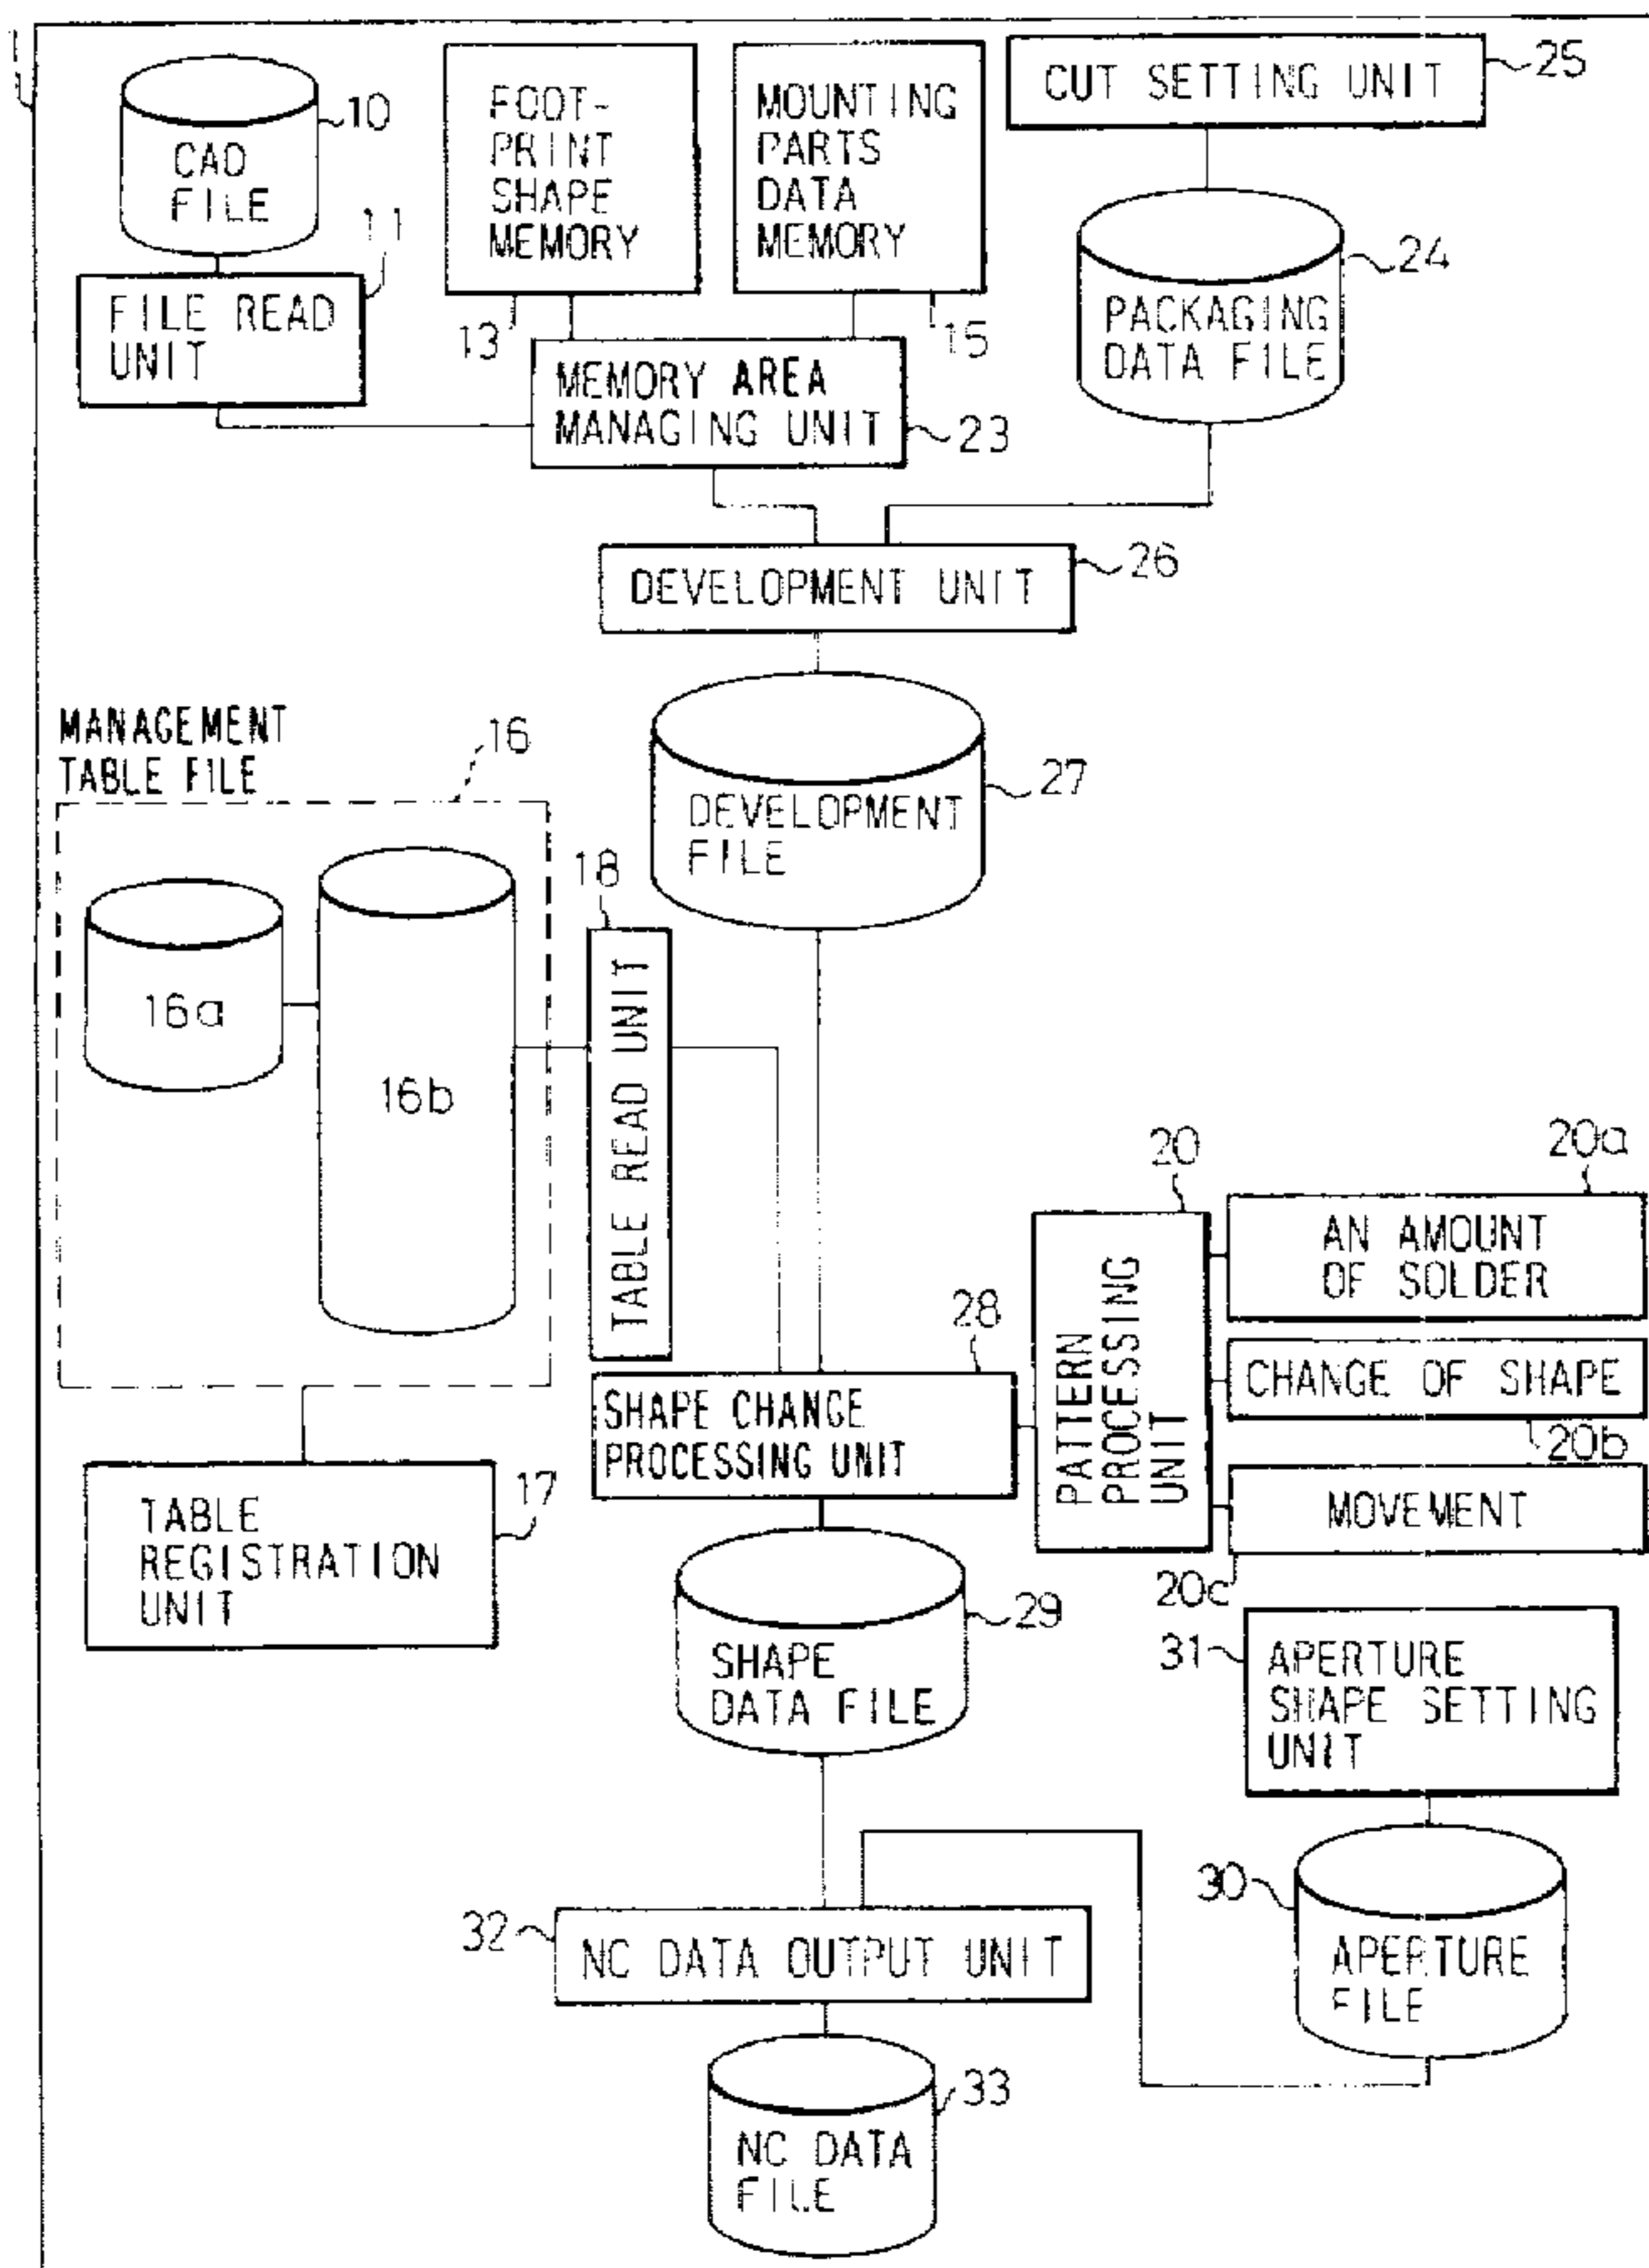 1
10
CAD
FILE
11
FILE READ
UNIT
FOOT-
PRINT
SHAPE
MEMORY
13
MOUNTING
PARTS
DATA
MEMORY
15
CUT SETTING UNIT
25
24
PACKAGING
DATA FILE
MEMORY AREA
MANAGING UNIT
23
DEVELOPMENT UNIT
26
27
DEVELOPMENT
FILE
MANAGEMENT
TABLE FILE
16
16a
16b
18
TABLE READ UNIT
TABLE
REGISTRATION
UNIT
17
28
SHAPE CHANGE
PROCESSING UNIT
20
PATTERN
PROCESSING
UNIT
20a
AN AMOUNT
OF SOLDER
CHANGE OF SHAPE
20b
MOVEMENT
20c
29
SHAPE
DATA FILE
31
APERTURE
SHAPE SETTING
UNIT
30
APERTURE
FILE
32
NC DATA OUTPUT UNIT
33
NC DATA
FILE